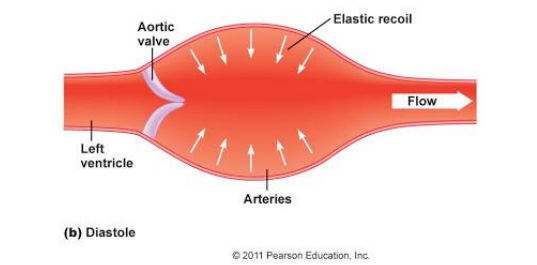 Aortic
valve
Elastic recoil
Flow
Left
ventricle
Arteries
(b) Diastole
© 2011 Pearson Education, Inc.